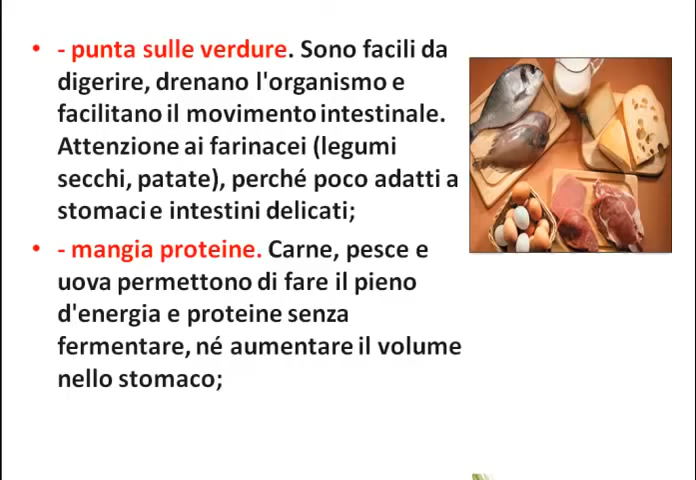 • - punta sulle verdure. Sono facili da
digerire, drenano l'organismo e
facilitano il movimento intestinale.
Attenzione ai farinacei (legumi
secchi, patate), perché poco adatti a
stomaci e intestini delicati;
• - mangia proteine. Carne, pesce e
uova permettono di fare il pieno
d'energia e proteine senza
fermentare, né aumentare il volume
nello stomaco;